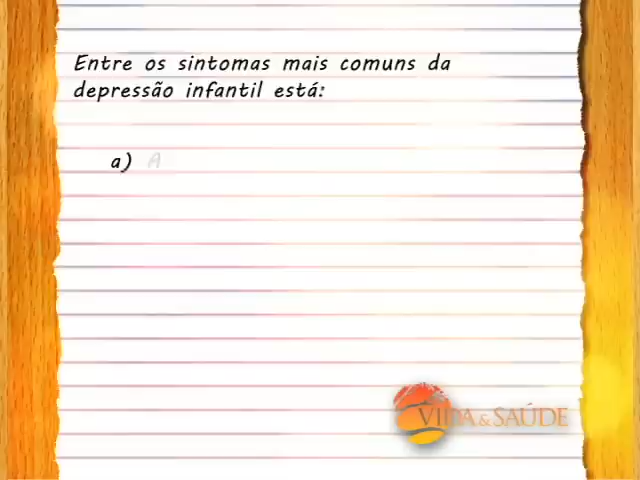 Entre os sintomas mais comuns da
depressão infantil está:
a) A
VIDA & SAÚDE